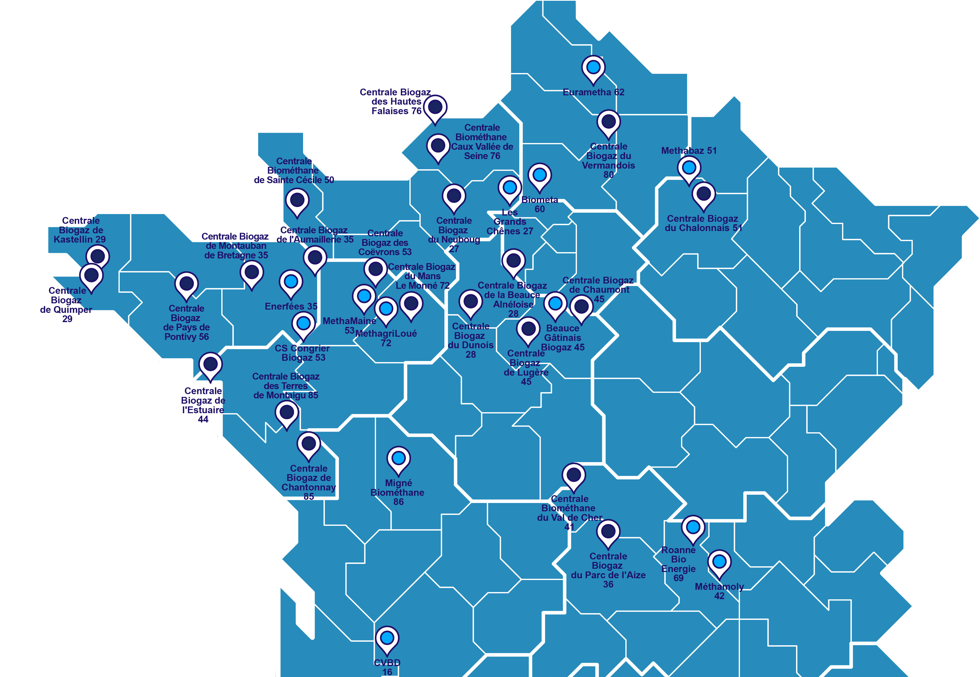 Eurametha 62
Centrale Biogaz
des Hautes
Falaises 76
Centrale
Biométhane
Caux Vallée de
Seine 76
Centrale
Biogaz du
Vermandois
80
Methabaz 51
Centrale
Biométhane
de Sainte Cécile 50
Biometa
60
Les
Grands
Chênes 27
Centrale Biogaz
du Chalonnais 51
Centrale
Biogaz de
Kastellin 29
Centrale Biogaz
de Montauban
de Bretagne 35
Centrale Biogaz
de l'Aumaillerie 35
Centrale
Biogaz des
Coëvrons 53
Centrale
Biogaz
du Neubourg
27
Centrale Biogaz
du Mans
Le Monné 72
Centrale
Biogaz
de Quimper
29
Centrale
Biogaz
de Pays de
Pontivy 56
Enerfées 35
MethaMaine
53
MethagriLoué
72
Centrale Biogaz
de la Beauce
Alnéloise
28
Centrale Biogaz
de Chaumont
45
Centrale
Biogaz
du Dunois
28
Beauce
Gâtinais
Biogaz 45
CS Congrier
Biogaz 53
Centrale
Biogaz
de Lugère
45
Centrale
Biogaz de
l'Estuaire
44
Centrale Biogaz
des Terres
de Montaigu 85
Centrale
Biogaz de
Chantonnay
85
Migné
Biométhane
86
Centrale
Biométhane
du Val de Cher
41
Centrale
Biogaz
du Parc de l'Aize
36
Roanne
Bio
Energie
69
Méthamoly
42
CVBD
16